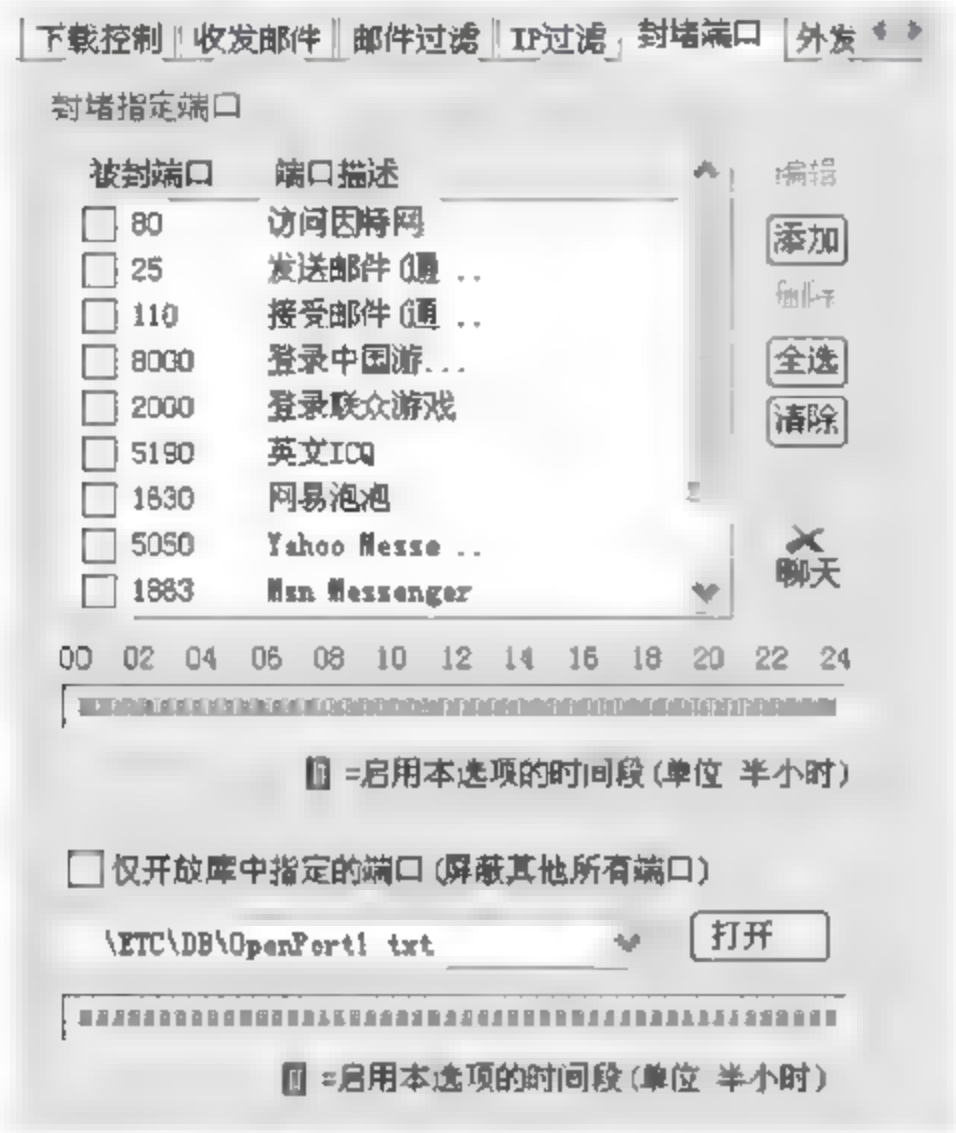 下载控制 收发邮件 邮件过滤 IP过滤 封堵端口 外发
封堵指定端口
被封端口 端口描述
编辑
80 访问因特网
添加
25 发送邮件(通 ..
110 接受邮件(通 ..
8000 登录中国游...
全选
2000 登录联众游戏
清除
5190 英文ICQ
1630 网易泡泡
5050 Yahoo Messe ..
聊天
1863 Msn Messenger
00 02 04 06 08 10 12 14 16 18 20 22 24
=启用本选项的时间段(单位 半小时)
仅开放库中指定的端口(屏蔽其他所有端口)
\ETC\DB\OpenPort1 txt
打开
=启用本选项的时间段(单位 半小时)